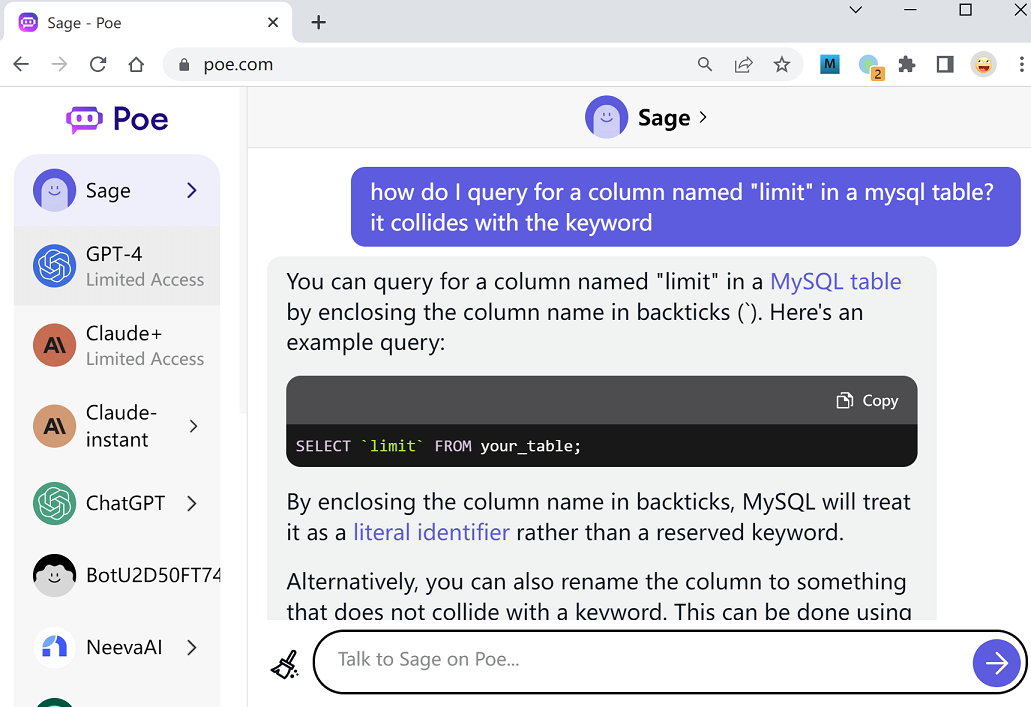 Sage - Poe
poe.com
M
2
Poe
Sage
Sage
GPT-4
Limited Access
Claude+
Limited Access
Claude-
instant
ChatGPT
BotU2D50FT74
NeevaAI
how do I query for a column named "limit" in a mysql table?
it collides with the keyword
You can query for a column named "limit" in a MySQL table
by enclosing the column name in backticks (`). Here's an
example query:
Copy
SELECT `limit` FROM your_table;
By enclosing the column name in backticks, MySQL will treat
it as a literal identifier rather than a reserved keyword.
Alternatively, you can also rename the column to something
that does not collide with a keyword. This can be done using
Talk to Sage on Poe...